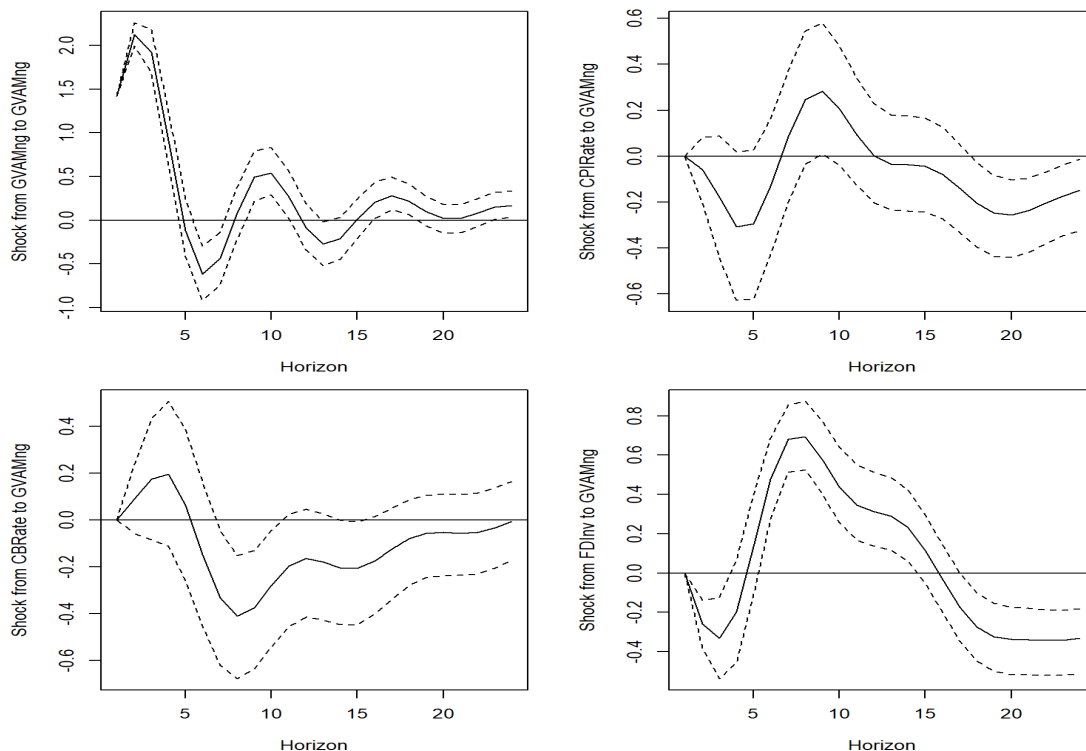 Shock from GVAMng to GVAMng
2.0
1.5
1.0
0.5
0.0
-0.5
-1.0
5 10 15 20
Horizon
Shock from CPIRate to GVAMng
0.6
0.4
0.2
0.0
-0.2
-0.4
-0.6
5 10 15 20
Horizon
Shock from CBRate to GVAMng
0.4
0.2
0.0
-0.2
-0.4
-0.6
5 10 15 20
Horizon
Shock from FDInv to GVAMng
0.8
0.6
0.4
0.2
0.0
-0.2
-0.4
5 10 15 20
Horizon